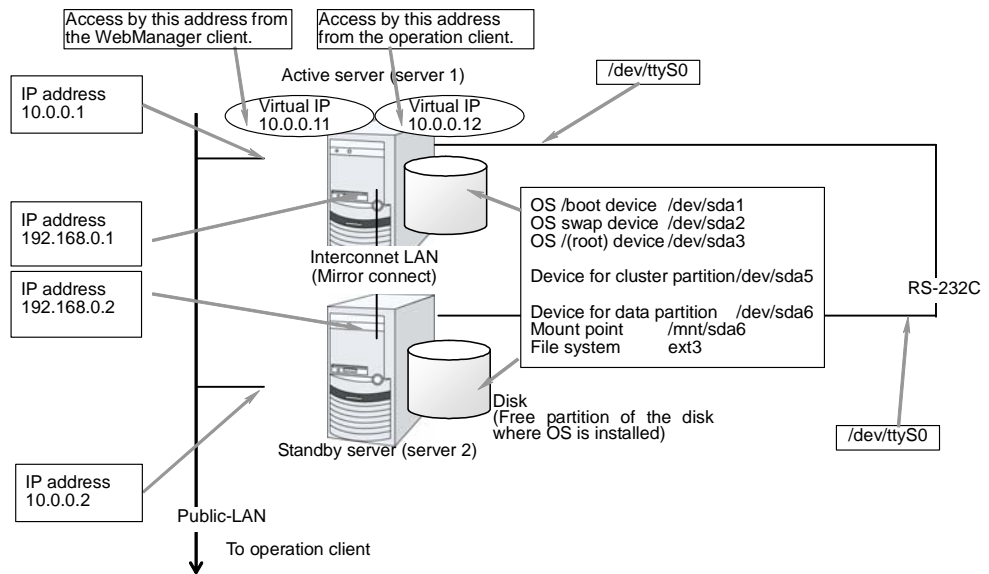 Access by this address from
the WebManager client.
Access by this address
from the operation client.
/dev/ttyS0
Active server (server 1)
IP address
10.0.0.1
Virtual IP
10.0.0.11
Virtual IP
10.0.0.12
IP address
192.168.0.1
OS /boot device /dev/sda1
OS swap device /dev/sda2
OS /(root) device /dev/sda3
Device for cluster partition/dev/sda5
Device for data partition /dev/sda6
Mount point /mnt/sda6
File system ext3
Interconnet LAN
(Mirror connect)
IP address
192.168.0.2
RS-232C
Disk
(Free partition of the disk
where OS is installed)
/dev/ttyS0
Standby server (server 2)
IP address
10.0.0.2
Public-LAN
To operation client